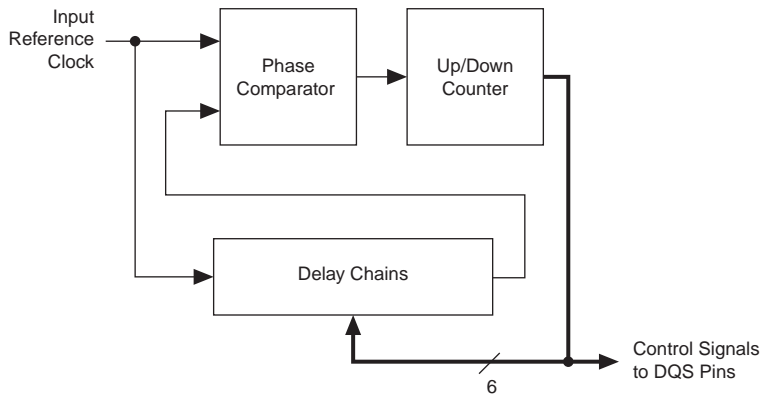 Input
Reference
Clock
Phase
Comparator
Up/Down
Counter
Delay Chains
6
Control Signals
to DQS Pins